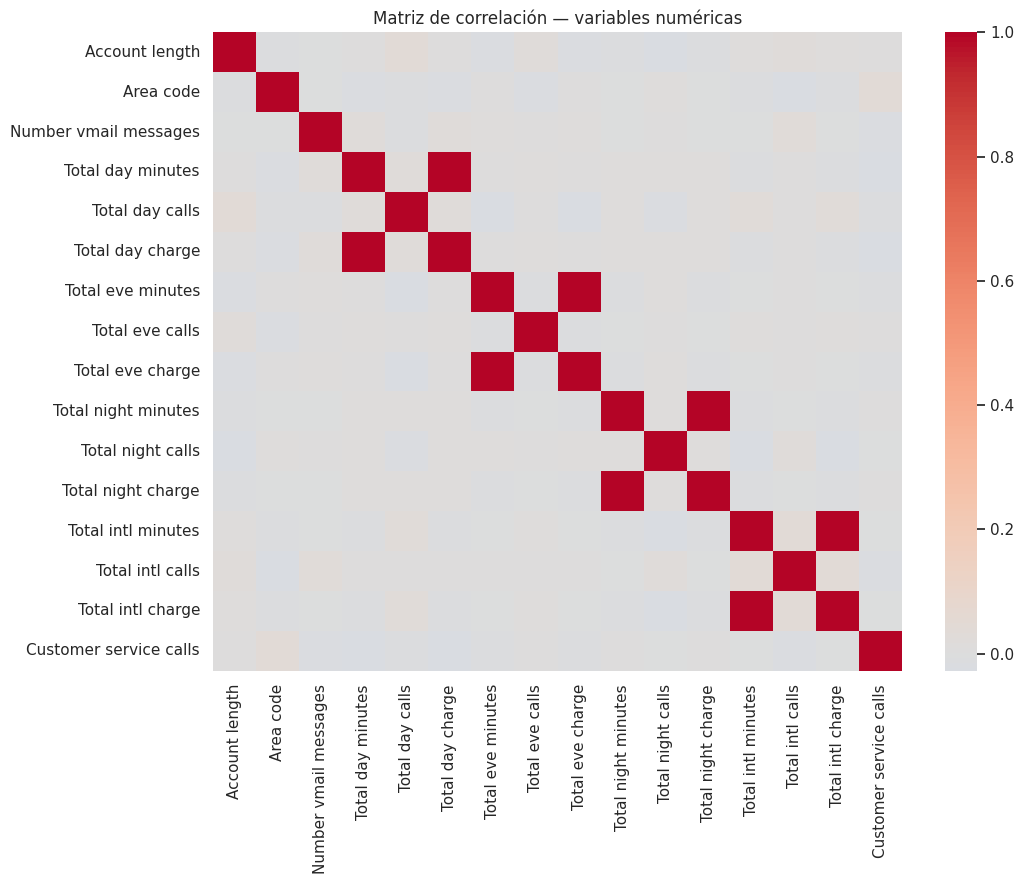 Matriz de correlación — variables numéricas
Account length
Area code
Number vmail messages
Total day minutes
Total day calls
Total day charge
Total eve minutes
Total eve calls
Total eve charge
Total night minutes
Total night calls
Total night charge
Total intl minutes
Total intl calls
Total intl charge
Customer service calls
Account length
Area code
Number vmail messages
Total day minutes
Total day calls
Total day charge
Total eve minutes
Total eve calls
Total eve charge
Total night minutes
Total night calls
Total night charge
Total intl minutes
Total intl calls
Total intl charge
Customer service calls
1.0
0.8
0.6
0.4
0.2
0.0